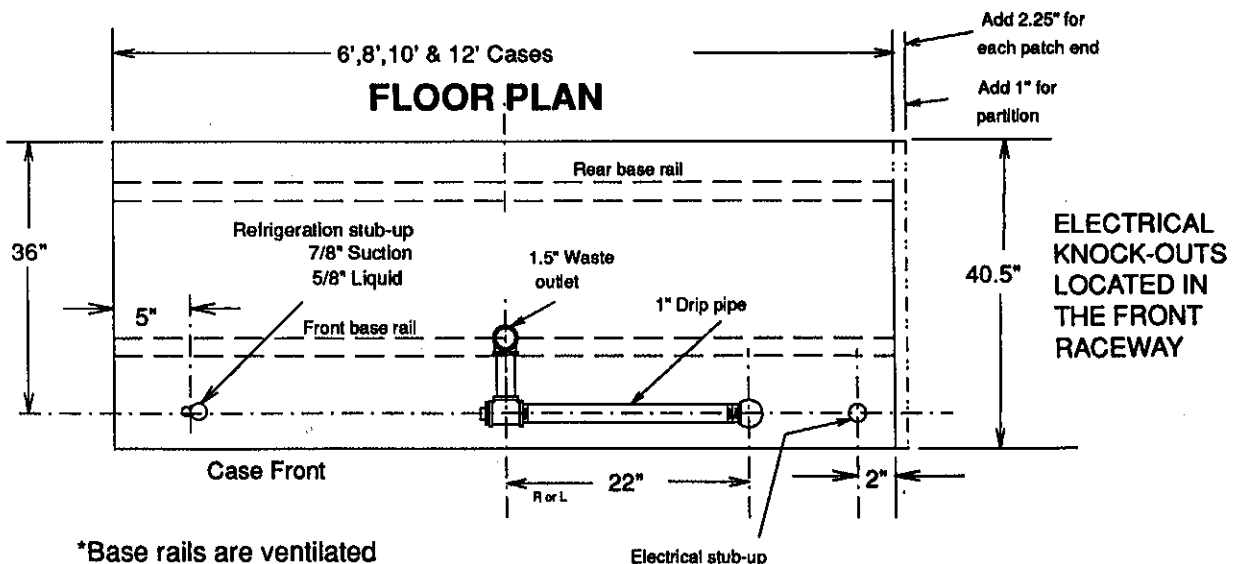 Add 2.25" for
each patch end
6',8',10' & 12' Cases
FLOOR PLAN
Add 1" for
partition
Rear base rail
Refrigeration stub-up
7/8" Suction
5/8" Liquid
36"
1.5" Waste
outlet
40.5"
ELECTRICAL
KNOCK-OUTS
LOCATED IN
THE FRONT
RACEWAY
5"
1" Drip pipe
Front base rail
Case Front
22"
2"
R or L
*Base rails are ventilated
Electrical stub-up